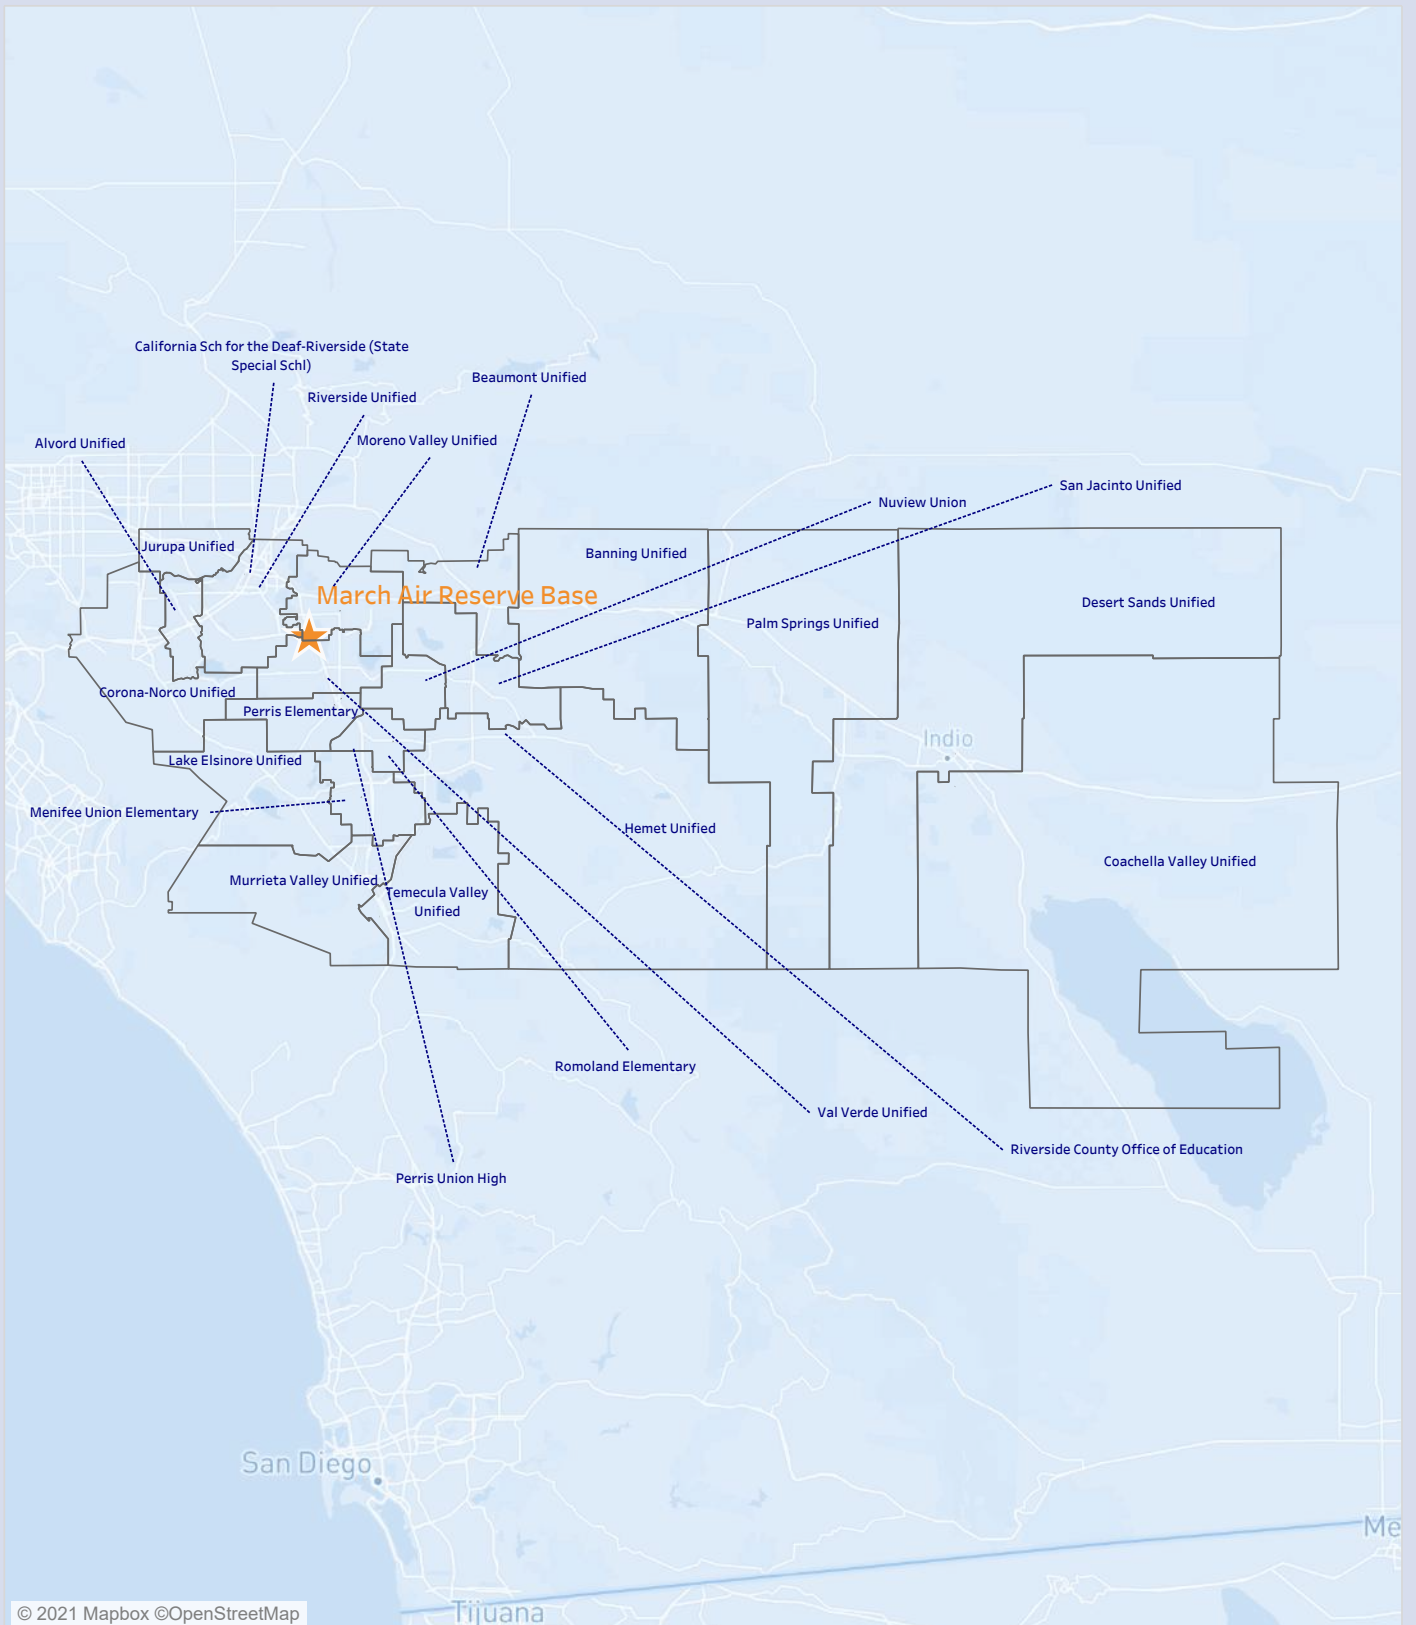 California Sch for the Deaf-Riverside (State
Special Schl)
Beaumont Unified
Riverside Unified
Moreno Valley Unified
Alvord Unified
San Jacinto Unified
Nuview Union
Jurupa Unified
Banning Unified
March Air Reserve Base
Desert Sands Unified
Palm Springs Unified
Corona-Norco Unified
Perris Elementary
Indio
Lake Elsinore Unified
Menifee Union Elementary
Hemet Unified
Coachella Valley Unified
Murrieta Valley Unified
Temecula Valley
Unified
Romoland Elementary
Val Verde Unified
Riverside County Office of Education
Perris Union High
San Diego
Me
Tijuana
© 2021 Mapbox ©OpenStreetMap